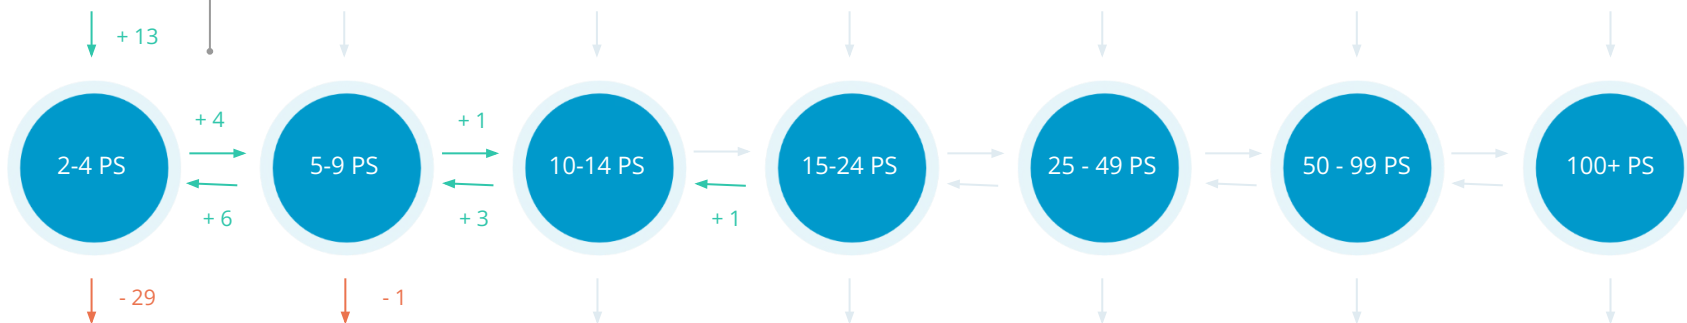 + 13
+ 4
+ 1
2-4 PS
5-9 PS
10-14 PS
15-24 PS
25 - 49 PS
50 - 99 PS
100+ PS
+ 6
+ 3
+ 1
- 29
- 1